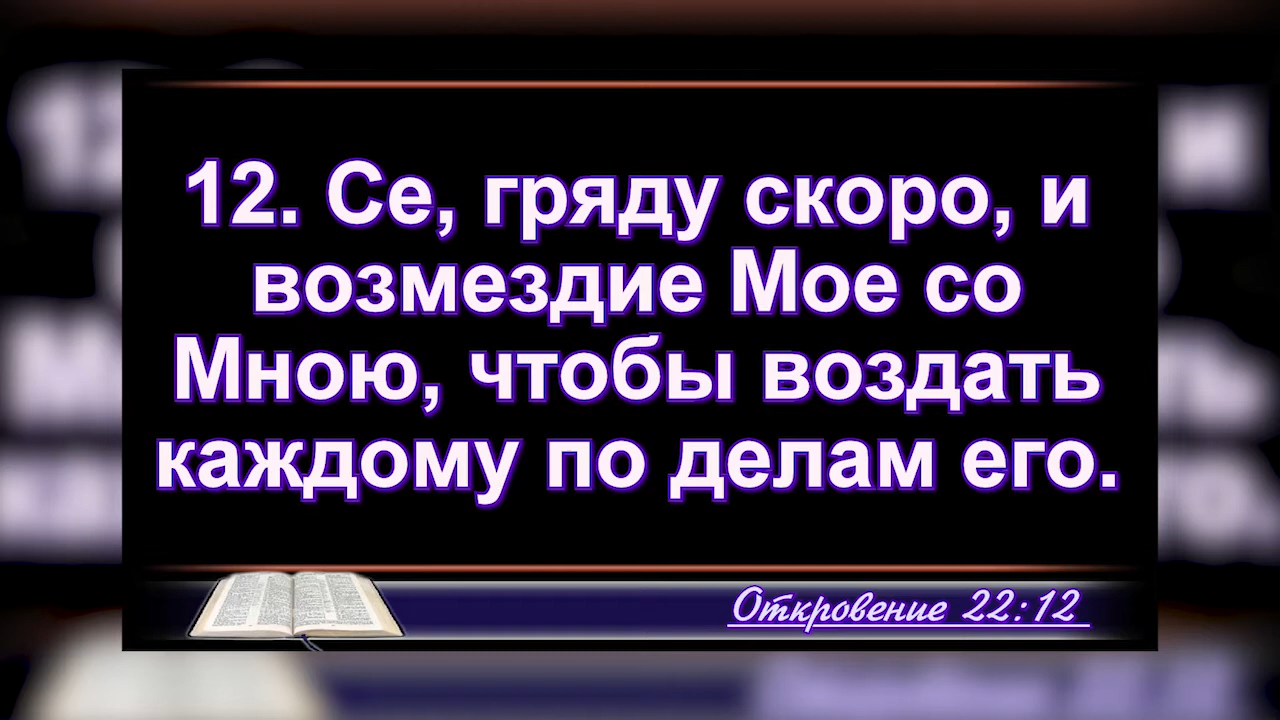 12. Се, гряду скоро, и
возмездие Мое со
Мною, чтобы воздать
каждому по делам его.
Откровение 22:12